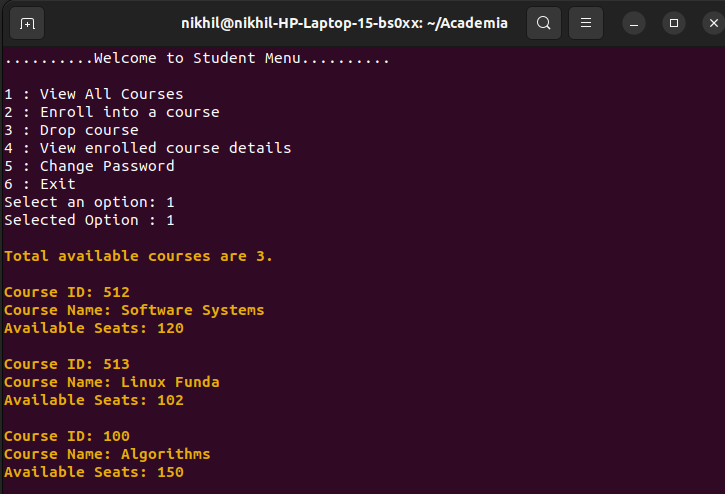 nikhil@nikhil-HP-Laptop-15-bs0xx: ~/Academia
..........Welcome to Student Menu..........
1 : View All Courses
2 : Enroll into a course
3 : Drop course
4 : View enrolled course details
5 : Change Password
6 : Exit
Select an option: 1
Selected Option : 1
Total available courses are 3.
Course ID: 512
Course Name: Software Systems
Available Seats: 120
Course ID: 513
Course Name: Linux Funda
Available Seats: 102
Course ID: 100
Course Name: Algorithms
Available Seats: 150